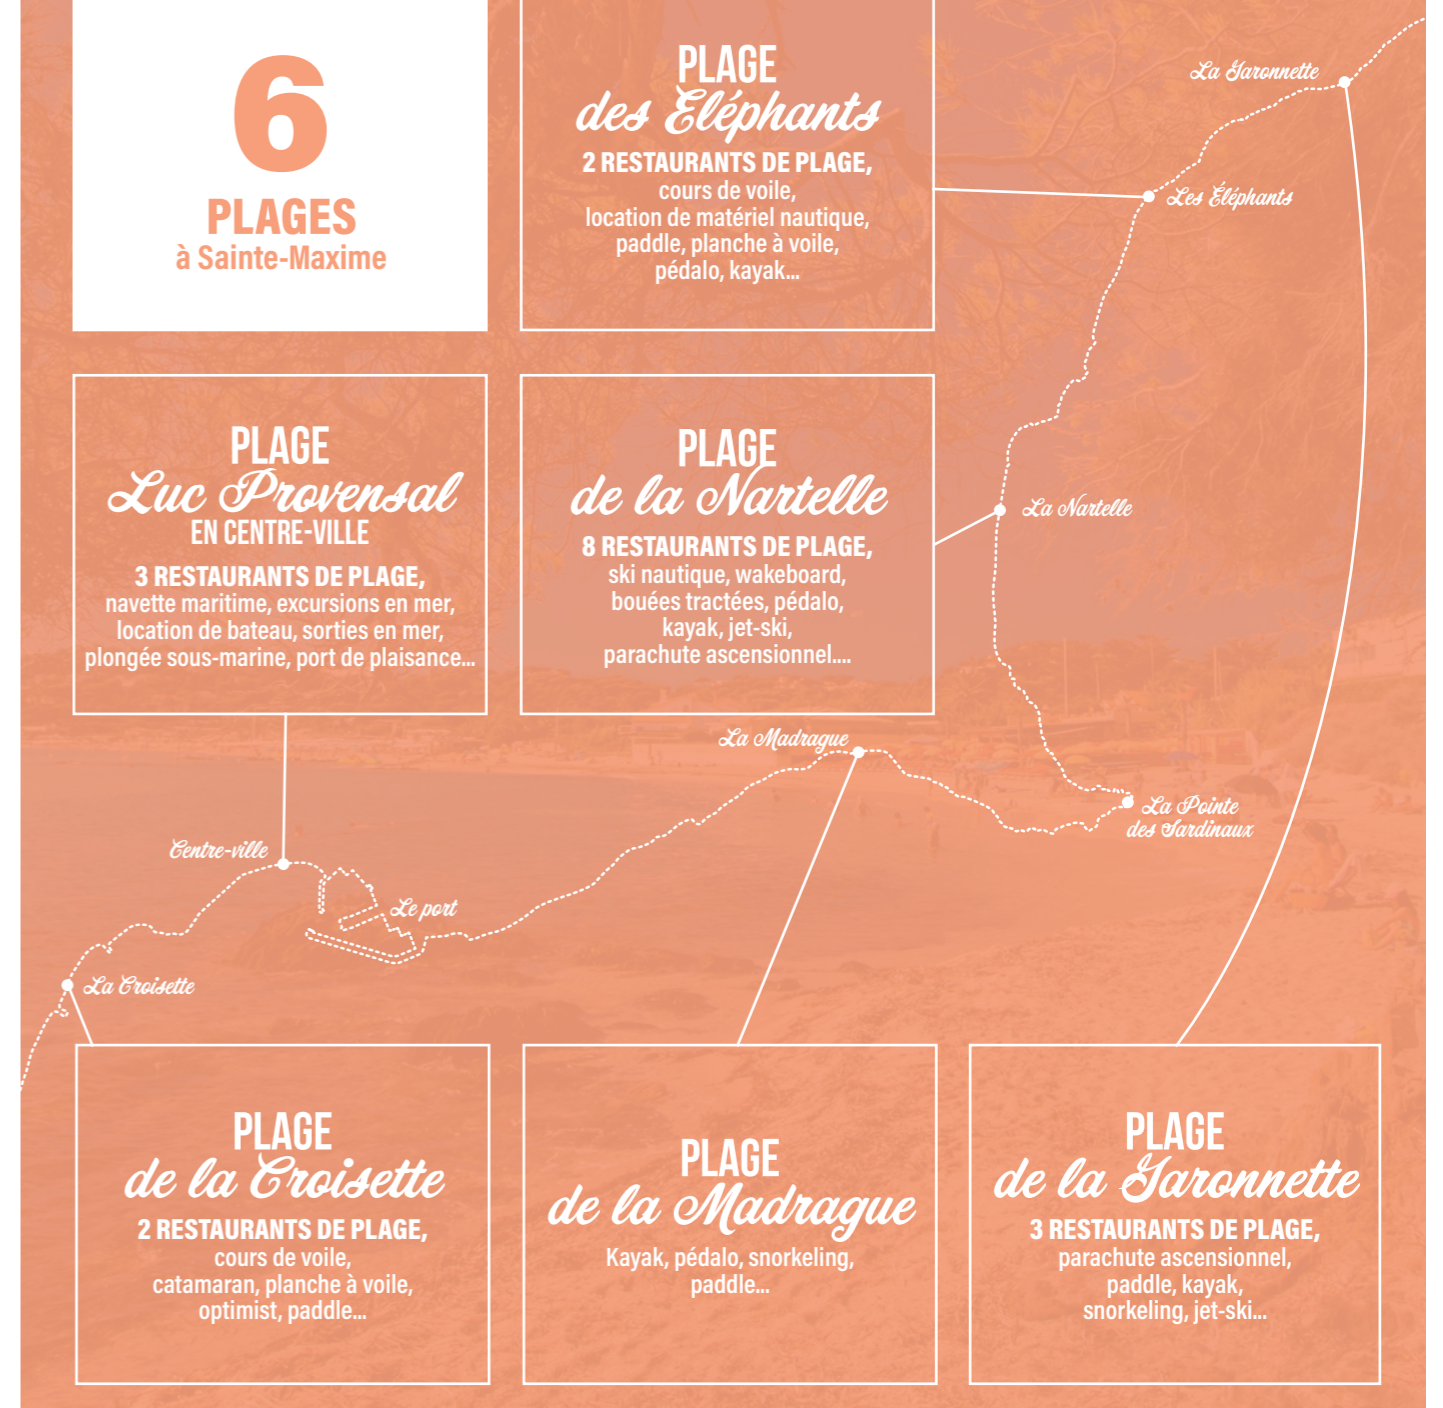 6
PLAGES
à Sainte-Maxime
PLAGE
des Éléphants
2 RESTAURANTS DE PLAGE,
cours de voile,
location de matériel nautique,
paddle, planche à voile,
pédalo, kayak...
La Garonnette
Les Éléphants
PLAGE
Luc Provensal
EN CENTRE-VILLE
3 RESTAURANTS DE PLAGE,
navette maritime, excursions en mer,
location de bateau, sorties en mer,
plongée sous-marine, port de plaisance...
PLAGE
de la Nartelle
8 RESTAURANTS DE PLAGE,
ski nautique, wakeboard,
bouées tractées, pédalo,
kayak, jet-ski,
parachute ascensionnel....
La Nartelle
La Madrague
La Pointe
des Sardinaux
Centre-ville
Le port
La Croisette
PLAGE
de la Croisette
2 RESTAURANTS DE PLAGE,
cours de voile,
catamaran, planche à voile,
optimist, paddle...
PLAGE
de la Madrague
Kayak, pédalo, snorkeling,
paddle...
PLAGE
de la Garonnette
3 RESTAURANTS DE PLAGE,
parachute ascensionnel,
paddle, kayak,
snorkeling, jet-ski...